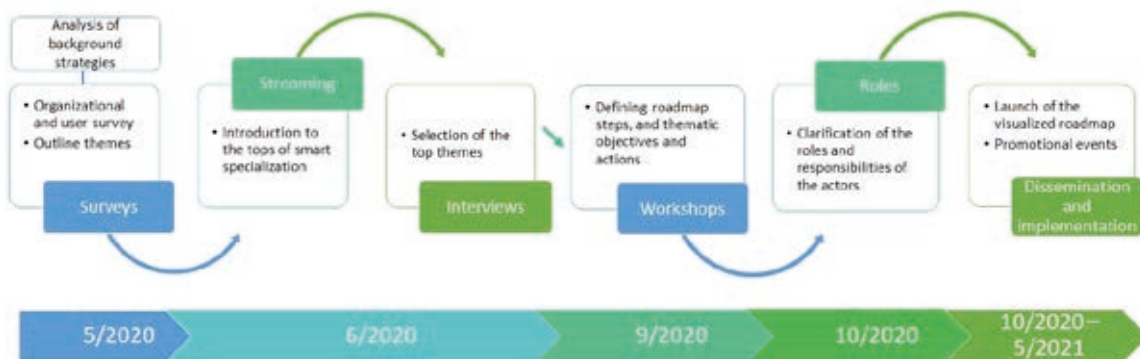 Analysis of
background
strategies
• Organizational
and user survey
• Outline themes
Surveys
Streaming
• Introduction to
the tops of smart
specialization
• Selection of the
top themes
Interviews
• Defining roadmap
steps, and thematic
objectives and
actions
Workshops
Roles
• Clarification of the
roles and
responsibilities of
the actors
• Launch of the
visualized roadmap
• Promotional events
Dissemination
and
implementation
5/2020
6/2020
9/2020
10/2020
10/2020–
5/2021